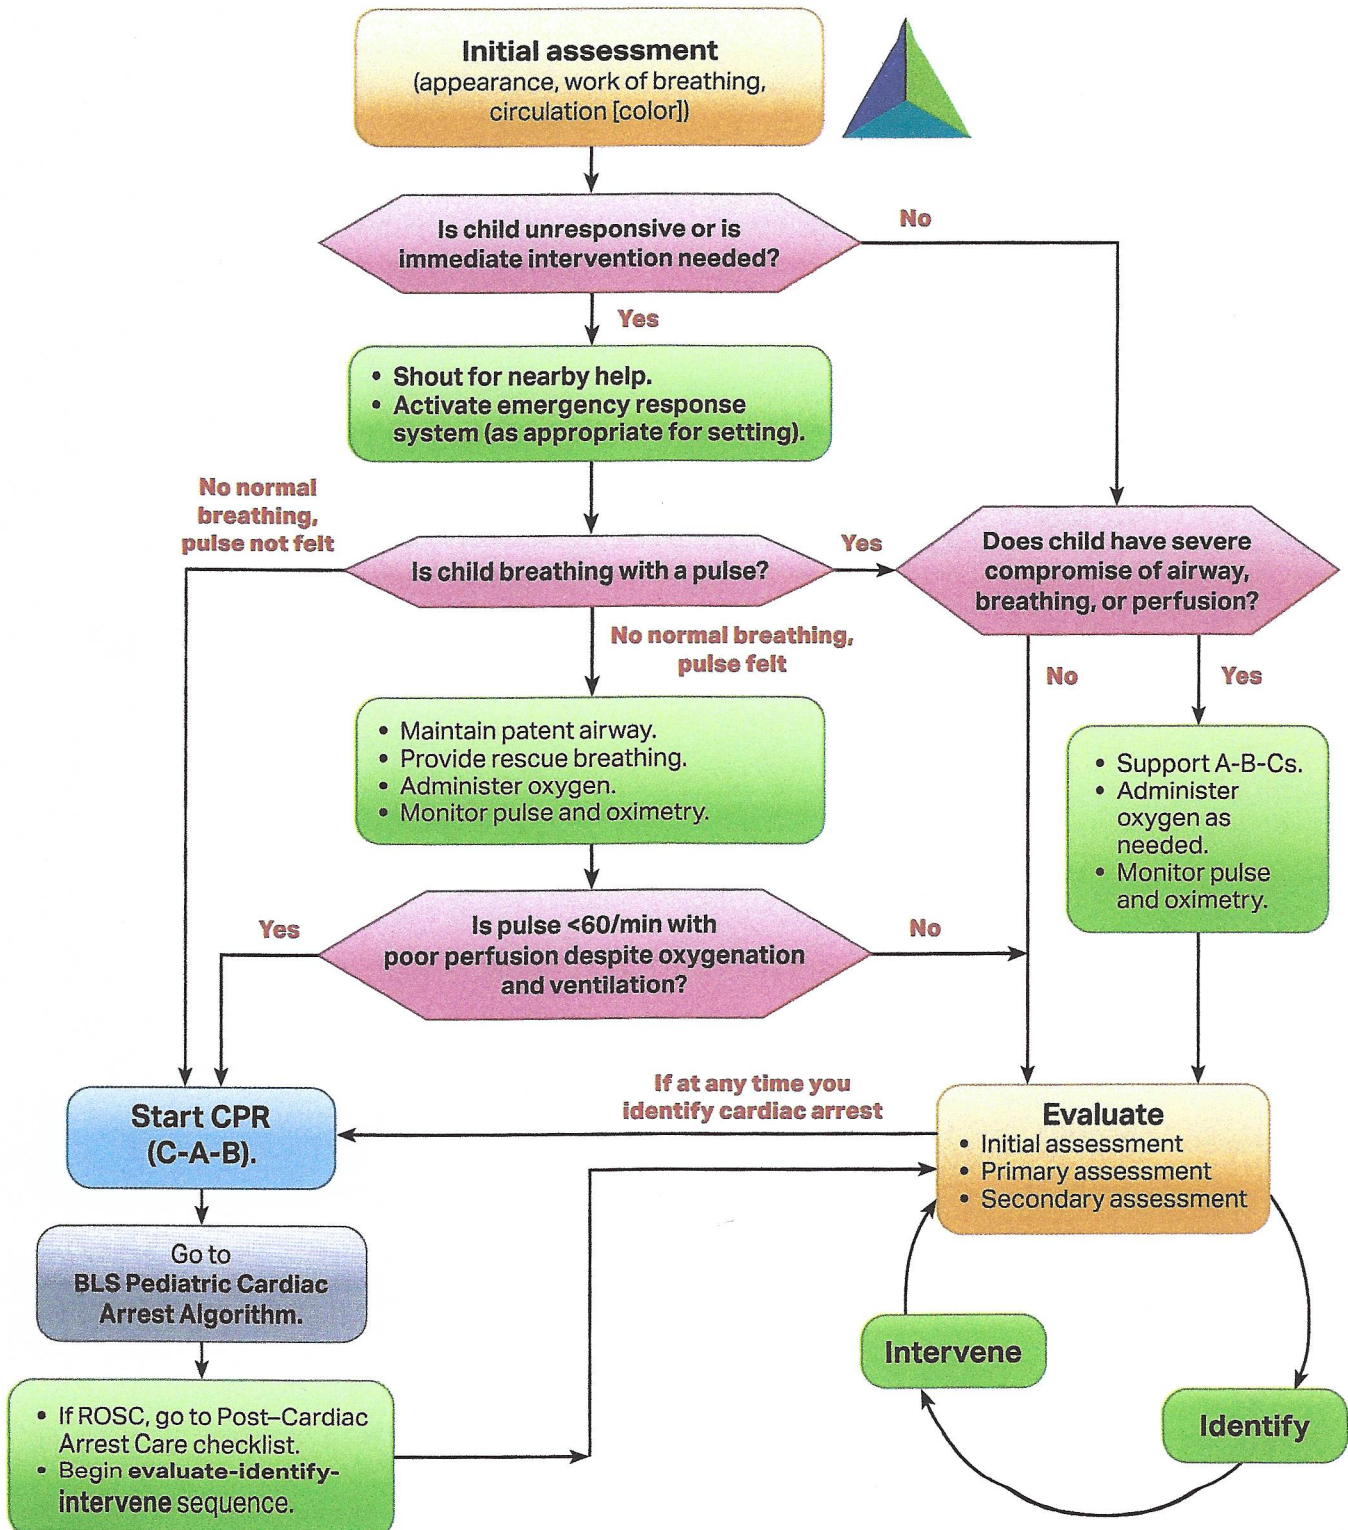 Initial assessment
(appearance, work of breathing,
circulation [color])
Is child unresponsive or is
immediate intervention needed?
No
Yes
• Shout for nearby help.
• Activate emergency response
system (as appropriate for setting).
No normal
breathing,
pulse not felt
Is child breathing with a pulse?
Yes
Does child have severe
compromise of airway,
breathing, or perfusion?
No normal breathing,
pulse felt
No
Yes
• Maintain patent airway.
• Provide rescue breathing.
• Administer oxygen.
• Monitor pulse and oximetry.
• Support A-B-Cs.
• Administer
oxygen as
needed.
• Monitor pulse
and oximetry.
Yes
Is pulse <60/min with
poor perfusion despite oxygenation
and ventilation?
No
If at any time you
identify cardiac arrest
Start CPR
(C-A-B).
Evaluate
• Initial assessment
• Primary assessment
• Secondary assessment
Go to
BLS Pediatric Cardiac
Arrest Algorithm.
Intervene
Identify
• If ROSC, go to Post–Cardiac
Arrest Care checklist.
• Begin evaluate-identify-
intervene sequence.